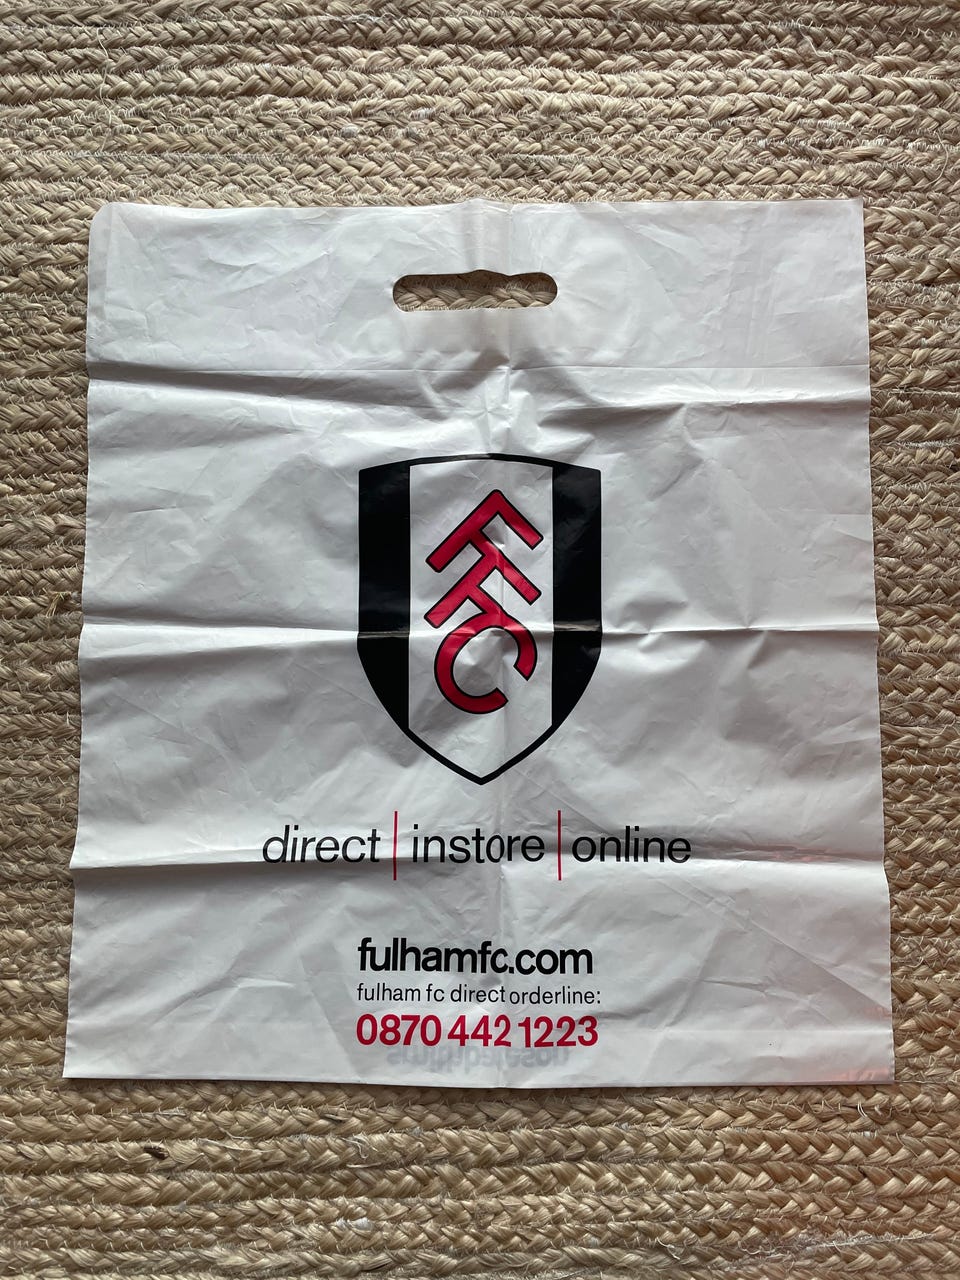 FFC
direct | instore | online
fulhamfc.com
fulham fc direct orderline:
0870 442 1223